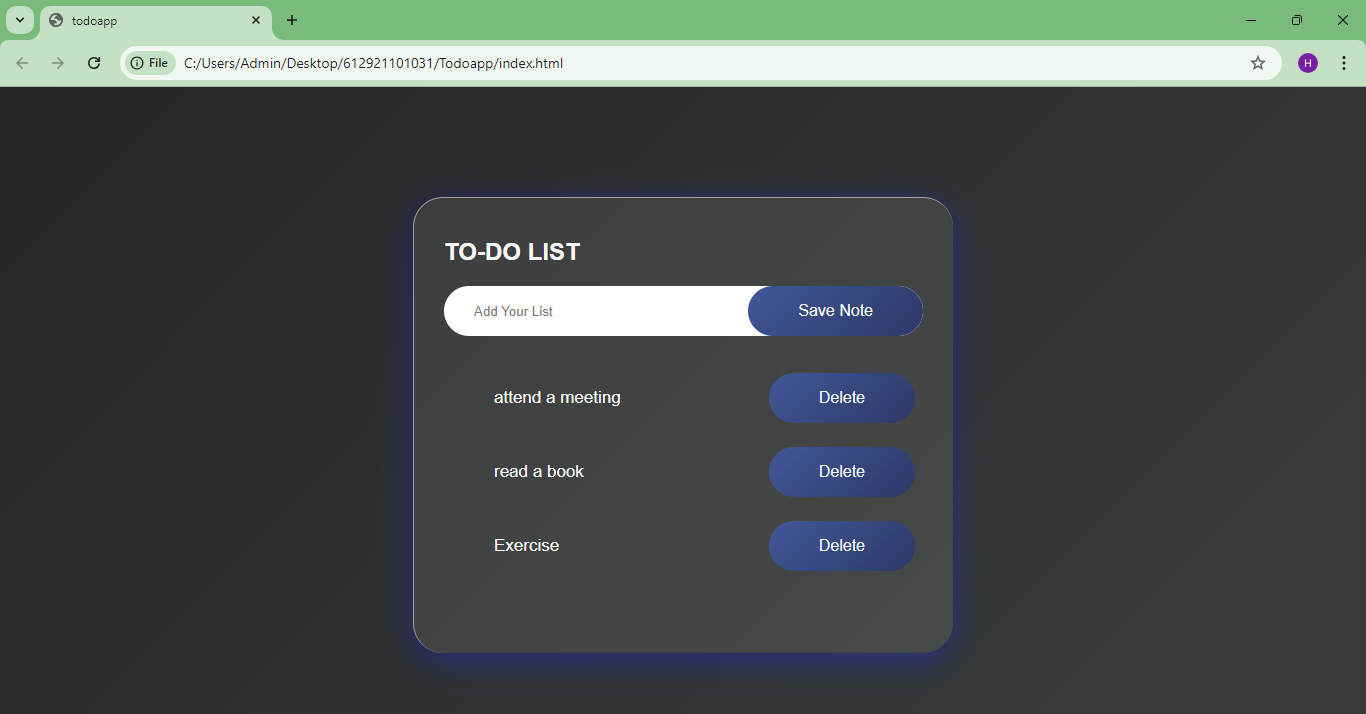 todoapp
File C:/Users/Admin/Desktop/612921101031/Todoapp/index.html
H
TO-DO LIST
Add Your List Save Note
attend a meeting Delete
read a book Delete
Exercise Delete